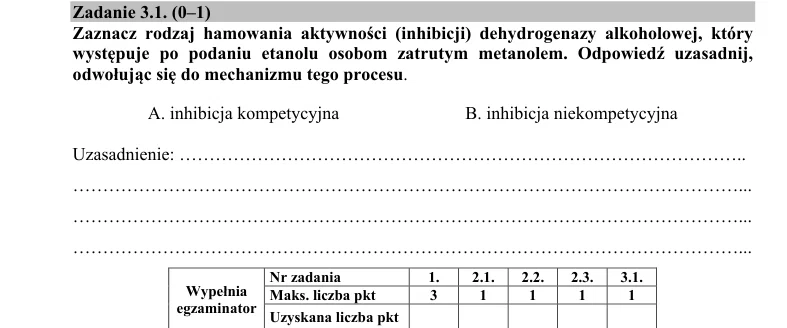 Zadanie 3.1. (0–1)
Zaznacz rodzaj hamowania aktywności (inhibicji) dehydrogenazy alkoholowej, który
występuje po podaniu etanolu osobom zatrutym metanolem. Odpowiedź uzasadnij,
odwołując się do mechanizmu tego procesu.
A. inhibicja kompetycyjna B. inhibicja niekompetycyjna
Uzasadnienie: …………………………………………………………………………………..
…………………………………………………………………………………………………...
…………………………………………………………………………………………………...
…………………………………………………………………………………………………...
Wypełnia egzaminator
Nr zadania 1. 2.1. 2.2. 2.3. 3.1.
Maks. liczba pkt 3 1 1 1 1
Uzyskana liczba pkt